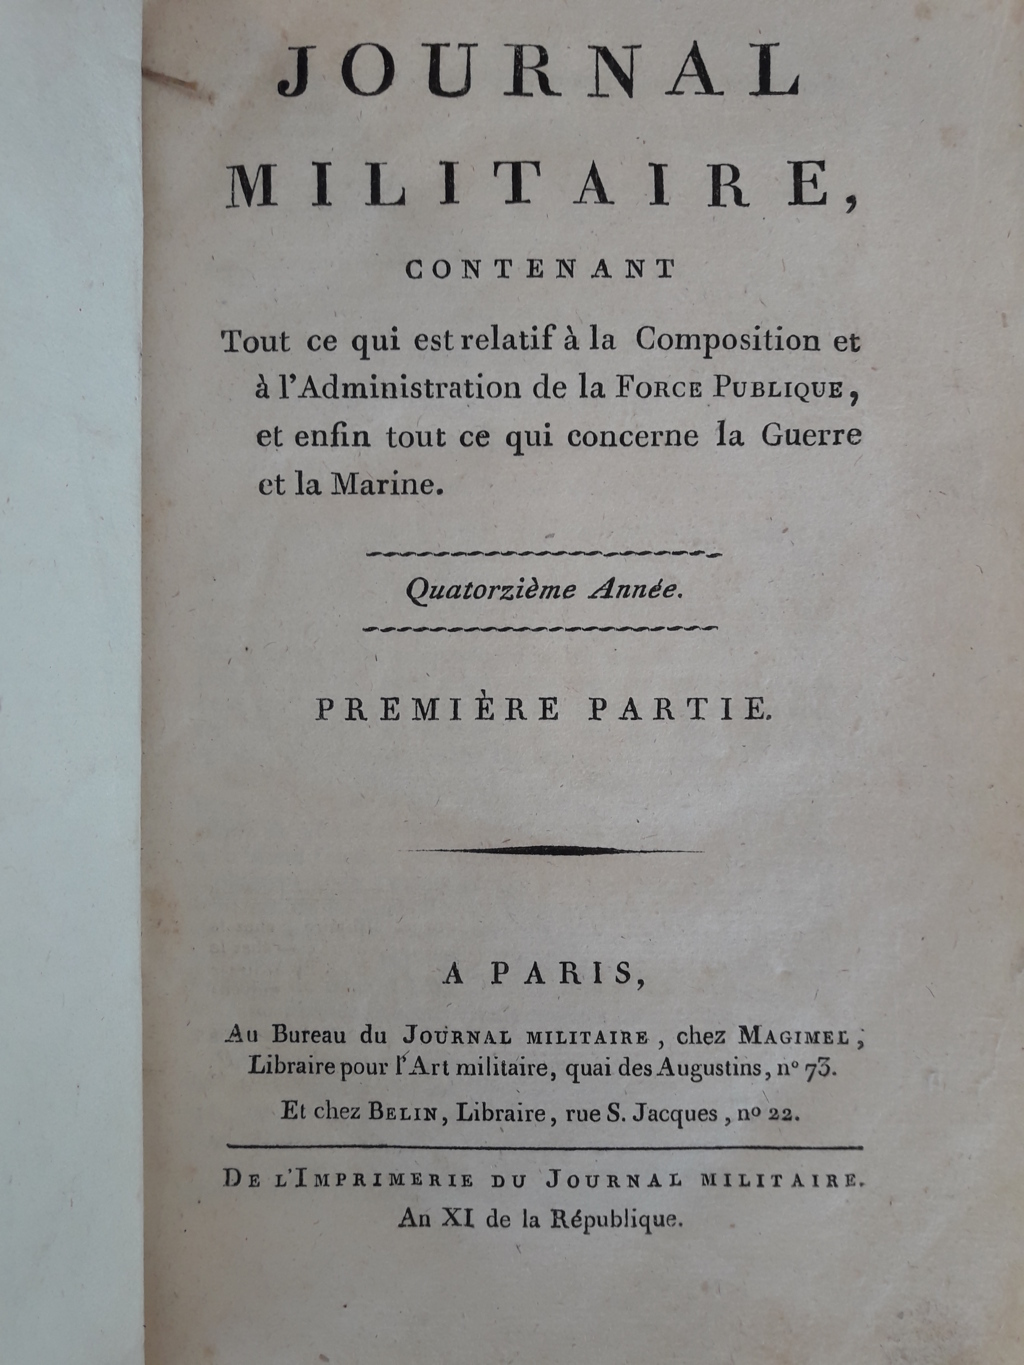 JOURNAL
MILITAIRE,
CONTENANT
Tout ce qui est relatif à la Composition et
à l'Administration de la FORCE PUBLIQUE,
et enfin tout ce qui concerne la Guerre
et la Marine.
Quatorzième Année.
PREMIÈRE PARTIE.
A PARIS,
Au Bureau du JOURNAL MILITAIRE, chez MAGIMEL,
Libraire pour l'Art militaire, quai des Augustins, n° 73.
Et chez BELIN, Libraire, rue S. Jacques, n° 22.
DE L'IMPRIMERIE DU JOURNAL MILITAIRE.
An XI de la République.